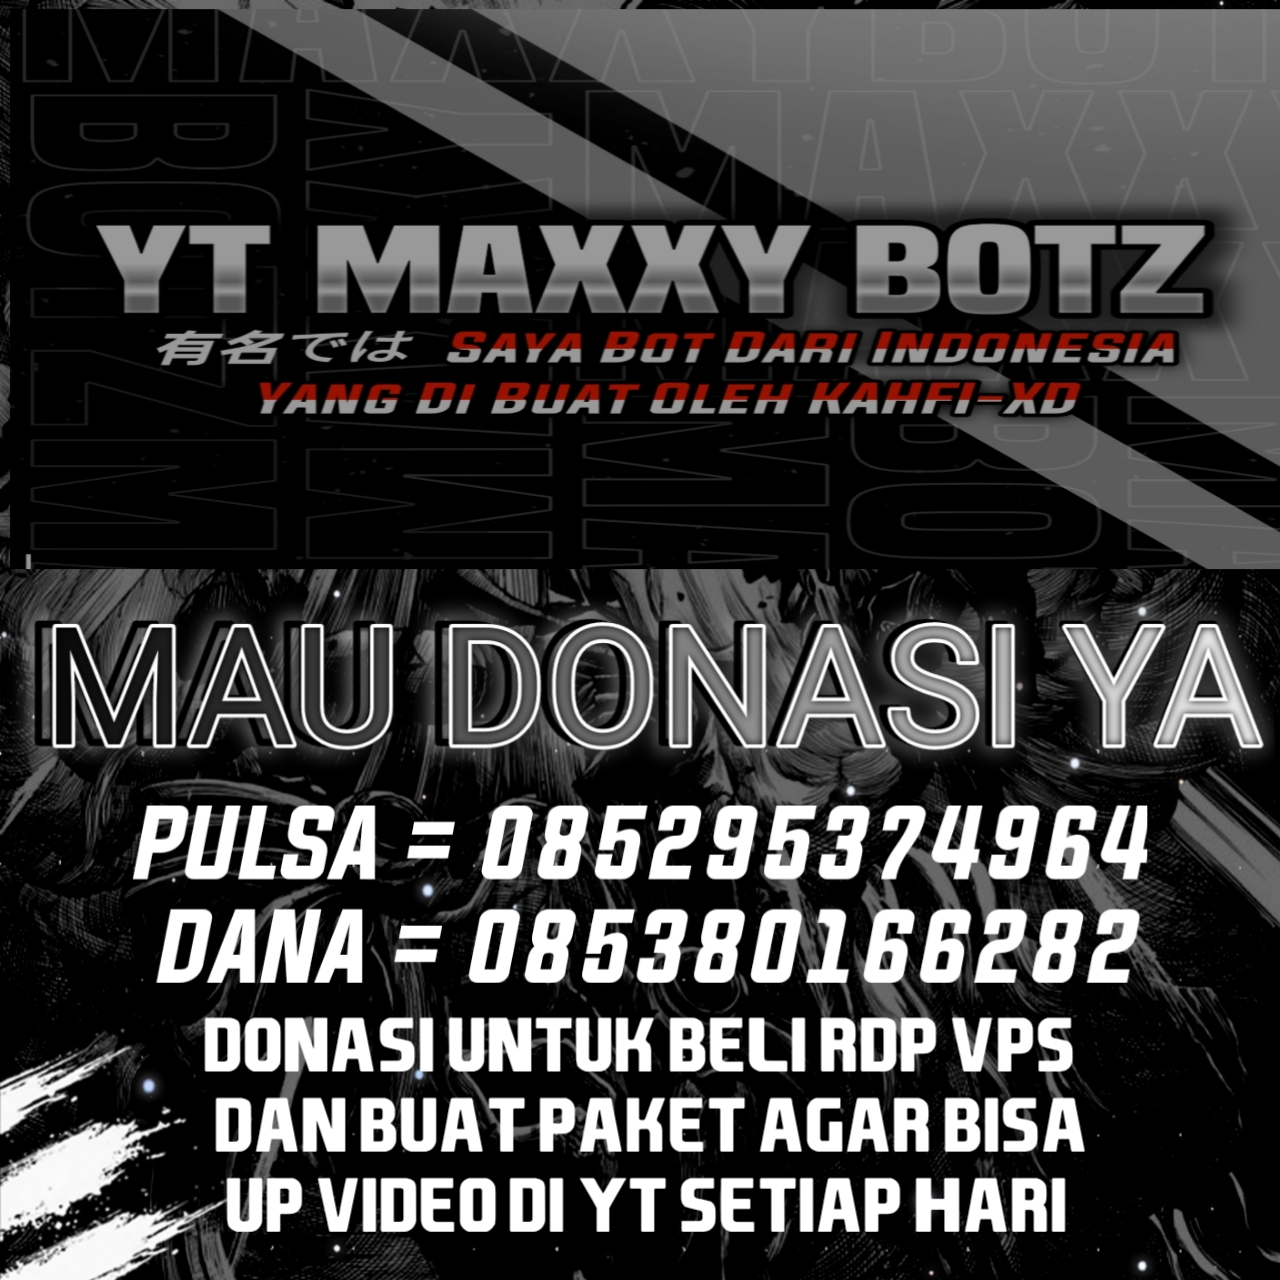 YT MAXXY BOTZ
有名では SAYA BOT DARI INDONESIA
YANG DI BUAT OLEH KAHFI-XD
MAU DONASI YA
PULSA = 085295374964
DANA = 085380166282
DONASI UNTUK BELI RDP VPS
DAN BUAT PAKET AGAR BISA
UP VIDEO DI YT SETIAP HARI